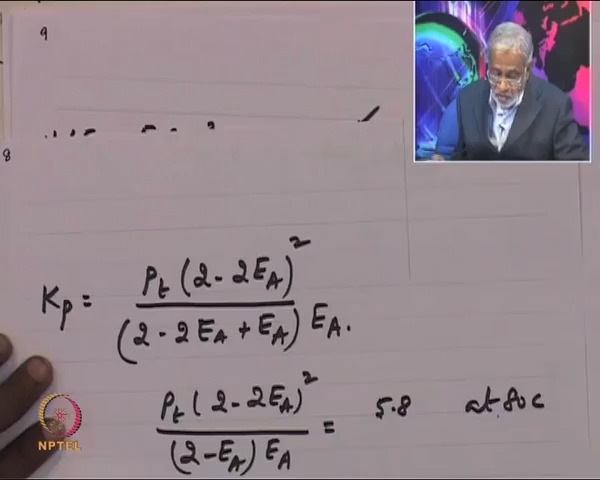 9
8
Kp = Pt (2 - 2EA)² / (2 - 2EA + EA) EA.
Pt (2 - 2EA)² / (2 - EA) EA = 5.8 at 80C
NPTEL